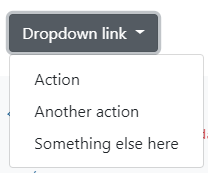 Dropdown link
Action
Another action
Something else here